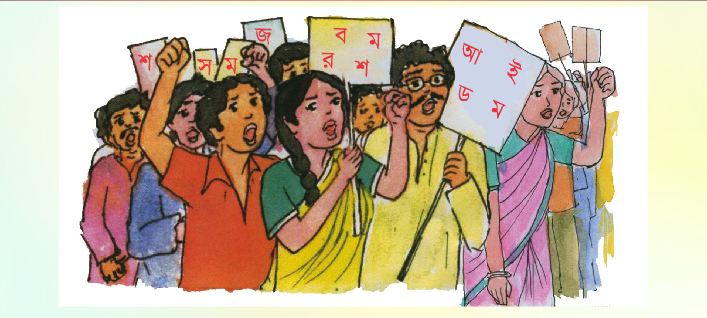 শ
স ম
জ
ব ম
র শ
আ ই
ড ম